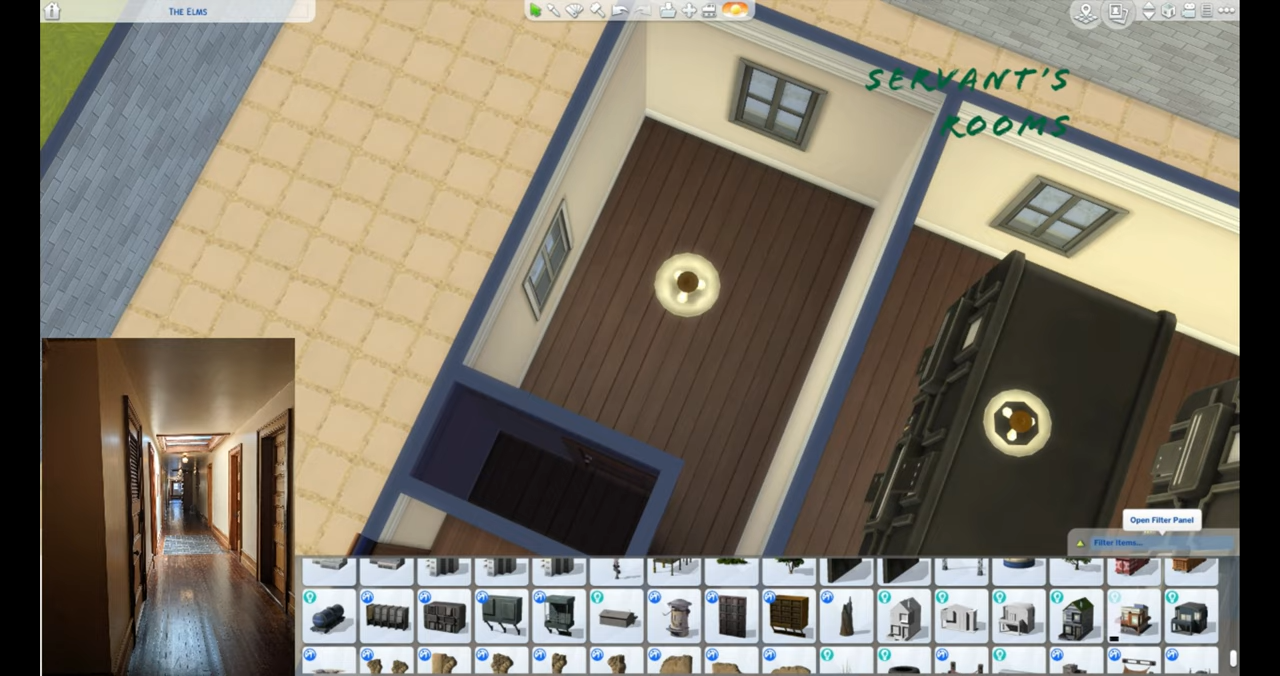 THE ELMS
SERVANT'S
ROOMS
Open Filter Panel
Filter Items...